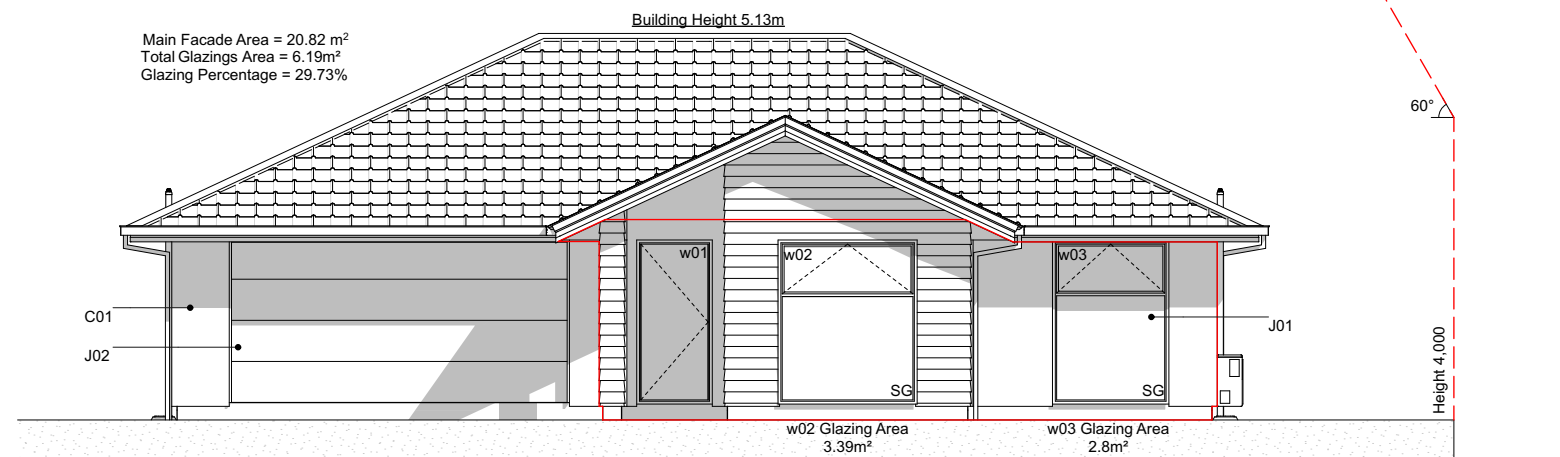 Building Height 5.13m
Main Facade Area = 20.82 m²
Total Glazings Area = 6.19m²
Glazing Percentage = 29.73%
60°
w01
w02
w03
C01
J01
J02
Height 4,000
SG
SG
w02 Glazing Area
3.39m²
w03 Glazing Area
2.8m²